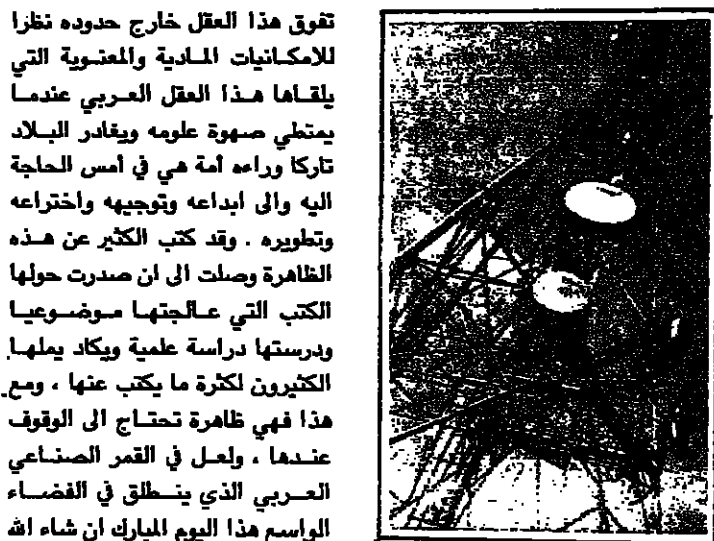 تفوق هذا العقل خارج حدوده نظرا
للامكانيات المادية والمعنوية التي
يلقاها هذا العقل العربي عندما
يمتطي صهوة علومه ويغادر البلاد
تاركا وراءه أمة هي في أمس الحاجة
اليه والى ابداعه وتوجيهه واختراعه
وتطويره . وقد كتب الكثير عن هذه
الظاهرة وصلت الى ان صدرت حولها
الكتب التي عالجتها موضوعيا
ودرستها دراسة علمية ويكاد يملها
الكثيرون لكثرة ما يكتب عنها ، ومع
هذا فهي ظاهرة تحتاج الى الوقوف
عندها ، ولعل في القمر الصناعي
العربي الذي ينطلق في الفضاء
الواسع هذا اليوم المبارك ان شاء الله